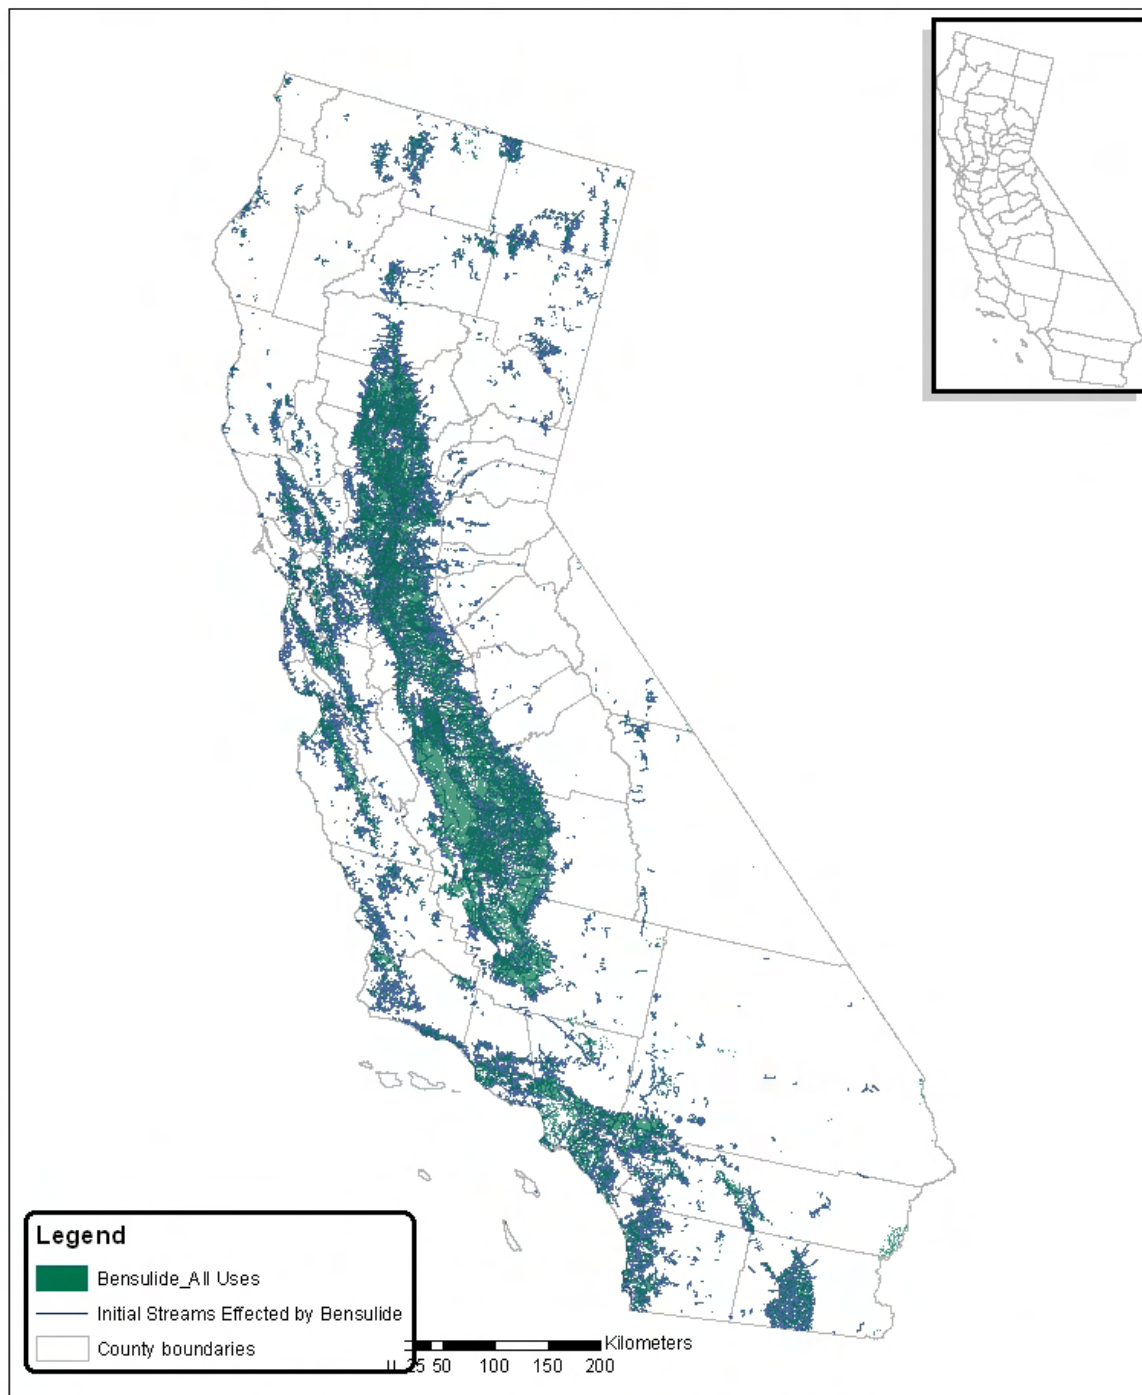 Legend
Bensulide_All Uses
Initial Streams Effected by Bensulide
County boundaries
Kilometers
25 50 100 150 200